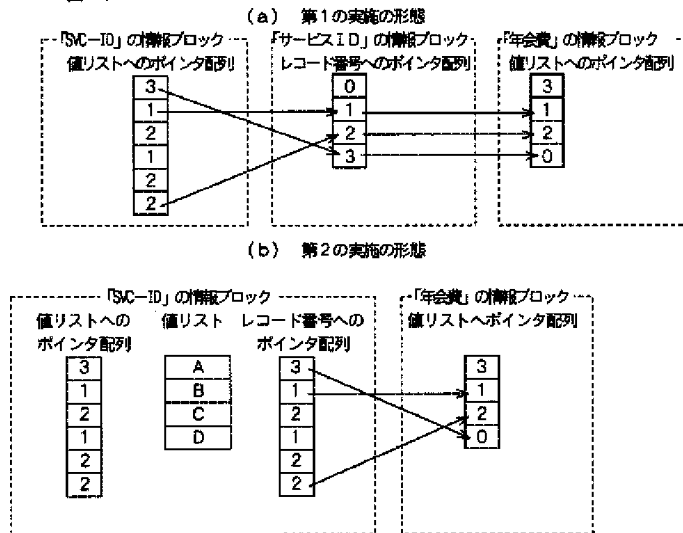 (a) 第1の実施の形態
「SVC-ID」の情報ブロック 「サービスID」の情報ブロック 「年会費」の情報ブロック
値リストへのポインタ配列 レコード番号へのポインタ配列 値リストへのポインタ配列
3 0 3
1 1 1
2 2 2
1 3 0
2
2
(b) 第2の実施の形態
「SVC-ID」の情報ブロック 「年会費」の情報ブロック
値リストへの 値リスト レコード番号への 値リストへポインタ配列
ポインタ配列 ポインタ配列
3 A 3 3
1 B 1 1
2 C 2 2
1 D 1 0
2 2
2 2